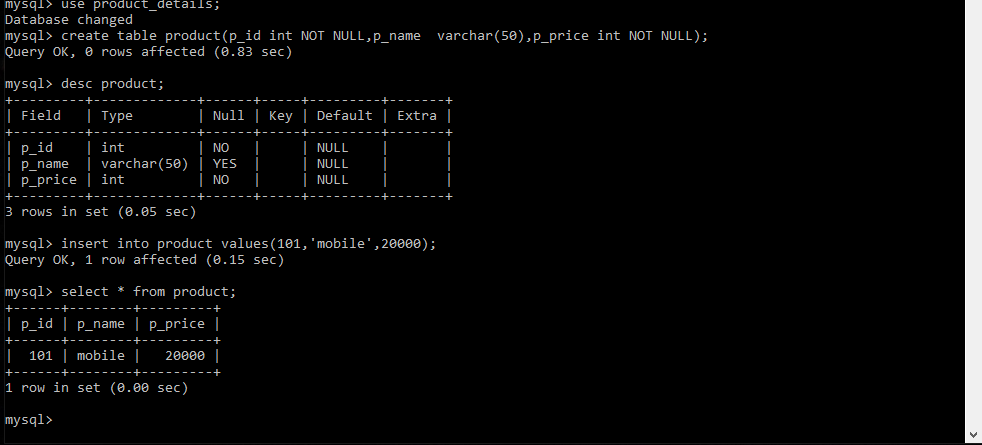 mysql> use product_details;
Database changed
mysql> create table product(p_id int NOT NULL,p_name  varchar(50),p_price int NOT NULL);
Query OK, 0 rows affected (0.83 sec)

mysql> desc product;
+---------+-------------+------+-----+---------+-------+
| Field   | Type        | Null | Key | Default | Extra |
+---------+-------------+------+-----+---------+-------+
| p_id    | int         | NO   |     | NULL    |       |
| p_name  | varchar(50) | YES  |     | NULL    |       |
| p_price | int         | NO   |     | NULL    |       |
+---------+-------------+------+-----+---------+-------+
3 rows in set (0.05 sec)

mysql> insert into product values(101,'mobile',20000);
Query OK, 1 row affected (0.15 sec)

mysql> select * from product;
+------+--------+---------+
| p_id | p_name | p_price |
+------+--------+---------+
|  101 | mobile |   20000 |
+------+--------+---------+
1 row in set (0.00 sec)

mysql>